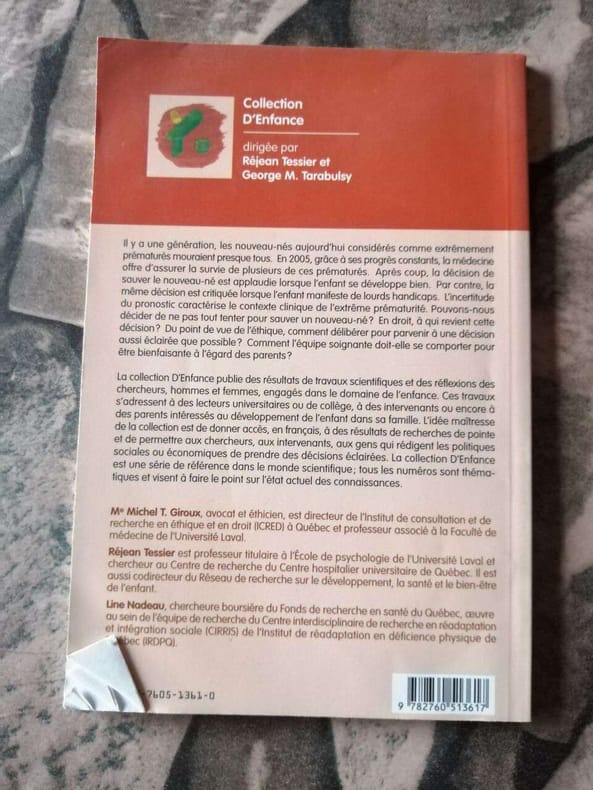 Collection
D'Enfance
dirigée par
Réjean Tessier et
George M. Tarabulsy
Il y a une génération, les nouveau-nés aujourd'hui considérés comme extrêmement
prématurés mouraient presque tous. En 2005, grâce à ses progrès constants, la médecine
offre d'assurer la survie de plusieurs de ces prématurés. Après coup, la décision de
sauver le nouveau-né est applaudie lorsque l'enfant se développe bien. Par contre, la
même décision est critiquée lorsque l'enfant manifeste de lourds handicaps. L'incertitude
du pronostic caractérise le contexte clinique de l'extrême prématurité. Pouvons-nous
décider de ne pas tout tenter pour sauver un nouveau-né? En droit, à qui revient cette
décision? Du point de vue de l'éthique, comment délibérer pour parvenir à une décision
aussi éclairée que possible? Comment l'équipe soignante doit-elle se comporter pour
être bienfaisante à l'égard des parents?
La collection D'Enfance publie des résultats de travaux scientifiques et des réflexions des
chercheurs, hommes et femmes, engagés dans le domaine de l'enfance. Ces travaux
s'adressent à des lecteurs universitaires ou de collège, à des intervenants ou encore à
des parents intéressés au développement de l'enfant dans sa famille. L'idée maîtresse
de la collection est de donner accès, en français, à des résultats de recherches de pointe
et de permettre aux chercheurs, aux intervenants, aux gens qui rédigent les politiques
sociales ou économiques de prendre des décisions éclairées. La collection D'Enfance
est une série de référence dans le monde scientifique; tous les numéros sont théma-
tiques et visent à faire le point sur l'état actuel des connaissances.
Me Michel T. Giroux, avocat et éthicien, est directeur de l'Institut de consultation et de
recherche en éthique et en droit (ICRED) à Québec et professeur associé à la Faculté de
médecine de l'Université Laval.
Réjean Tessier est professeur titulaire à l'École de psychologie de l'Université Laval et
chercheur au Centre de recherche du Centre hospitalier universitaire de Québec. Il est
aussi codirecteur du Réseau de recherche sur le développement, la santé et le bien-être
de l'enfant.
Line Nadeau, chercheure boursière du Fonds de recherche en santé du Québec, œuvre
au sein de l'équipe de recherche du Centre interdisciplinaire de recherche en réadaptation
et intégration sociale (CIRRIS) de l'Institut de réadaptation en déficience physique de
Québec (IRDPQ).
-7605-1361-0
9 782760 513617